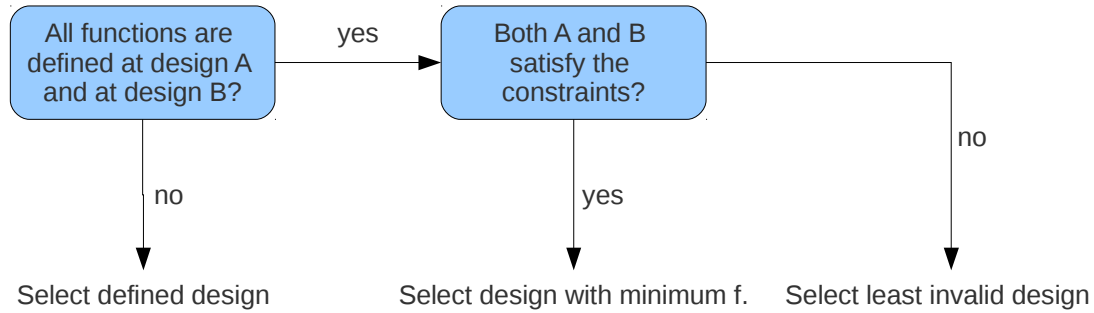 All functions are
defined at design A
and at design B?
yes
Both A and B
satisfy the
constraints?
no
no
yes
Select defined design
Select design with minimum f.
Select least invalid design